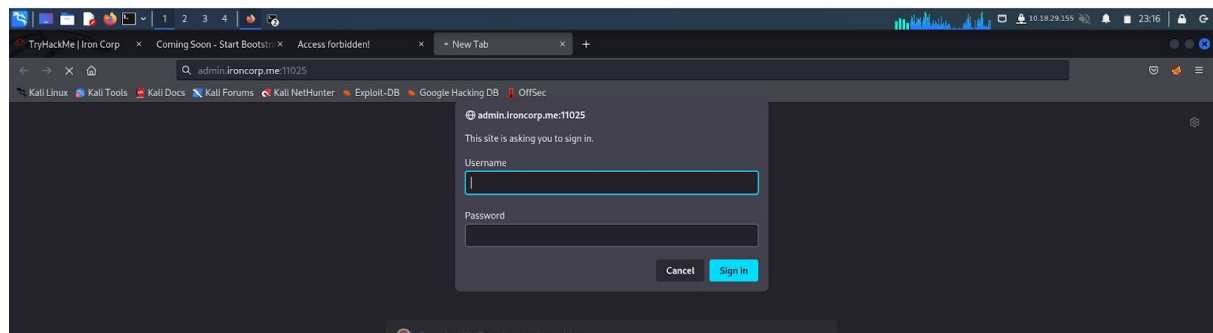 1 2 3 4 10.18.29.155 23:16
TryHackMe | Iron Corp × Coming Soon - Start Bootstra × Access forbidden! × New Tab × +
admin.ironcorp.me:11025
Kali Linux Kali Tools Kali Docs Kali Forums Kali NetHunter Exploit-DB Google Hacking DB OffSec
admin.ironcorp.me:11025
This site is asking you to sign in.
Username
Password
Cancel Sign in